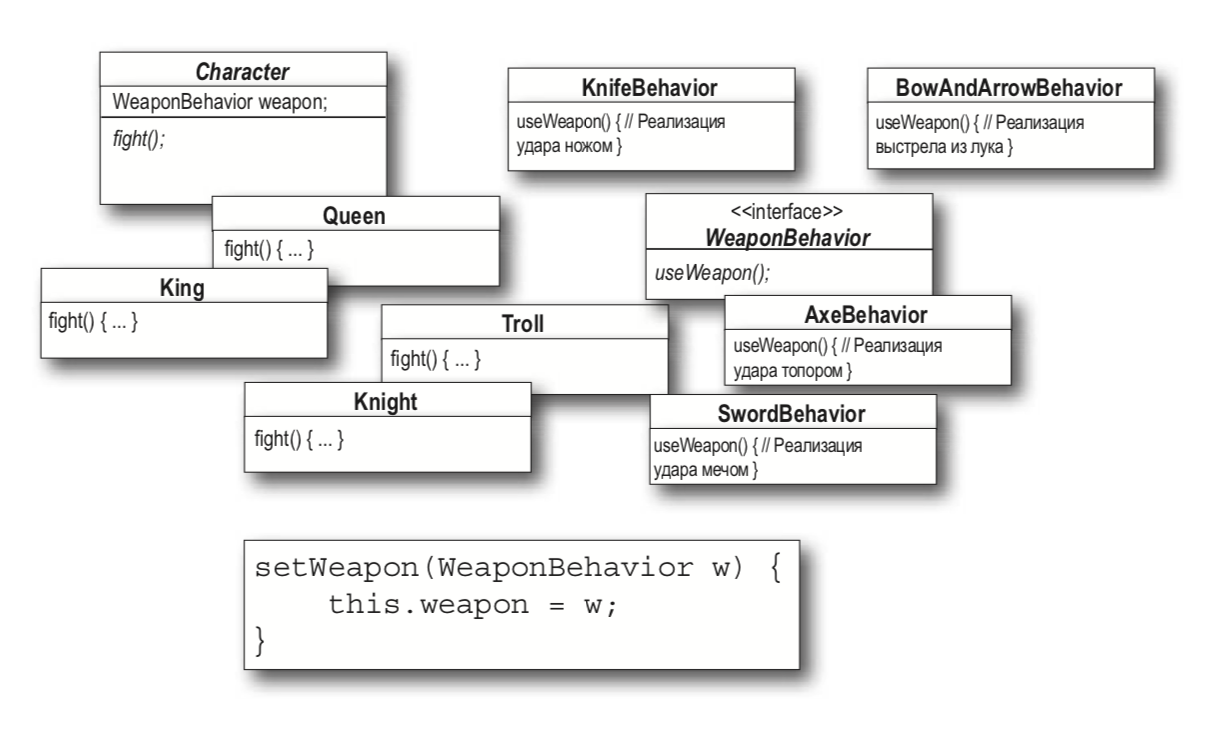 Character
WeaponBehavior weapon;
fight();
KnifeBehavior
useWeapon() { // Реализация
удара ножом }
BowAndArrowBehavior
useWeapon() { // Реализация
выстрела из лука }
Queen
fight() { ... }
<<interface>>
WeaponBehavior
useWeapon();
King
fight() { ... }
Troll
fight() { ... }
AxeBehavior
useWeapon() { // Реализация
удара топором }
Knight
fight() { ... }
SwordBehavior
useWeapon() { // Реализация
удара мечом }
setWeapon(WeaponBehavior w) {
    this.weapon = w;
}